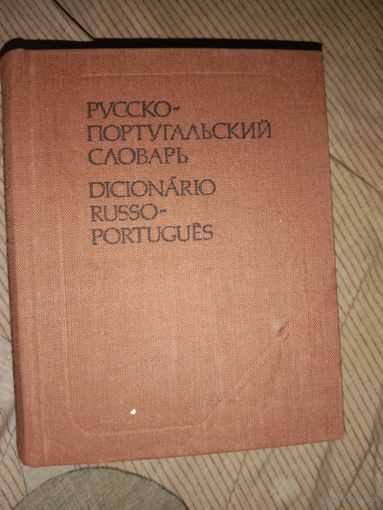 РУССКО-
ПОРТУГАЛЬСКИЙ
СЛОВАРЬ
DICIONÁRIO
RUSSO-
PORTUGUÊS